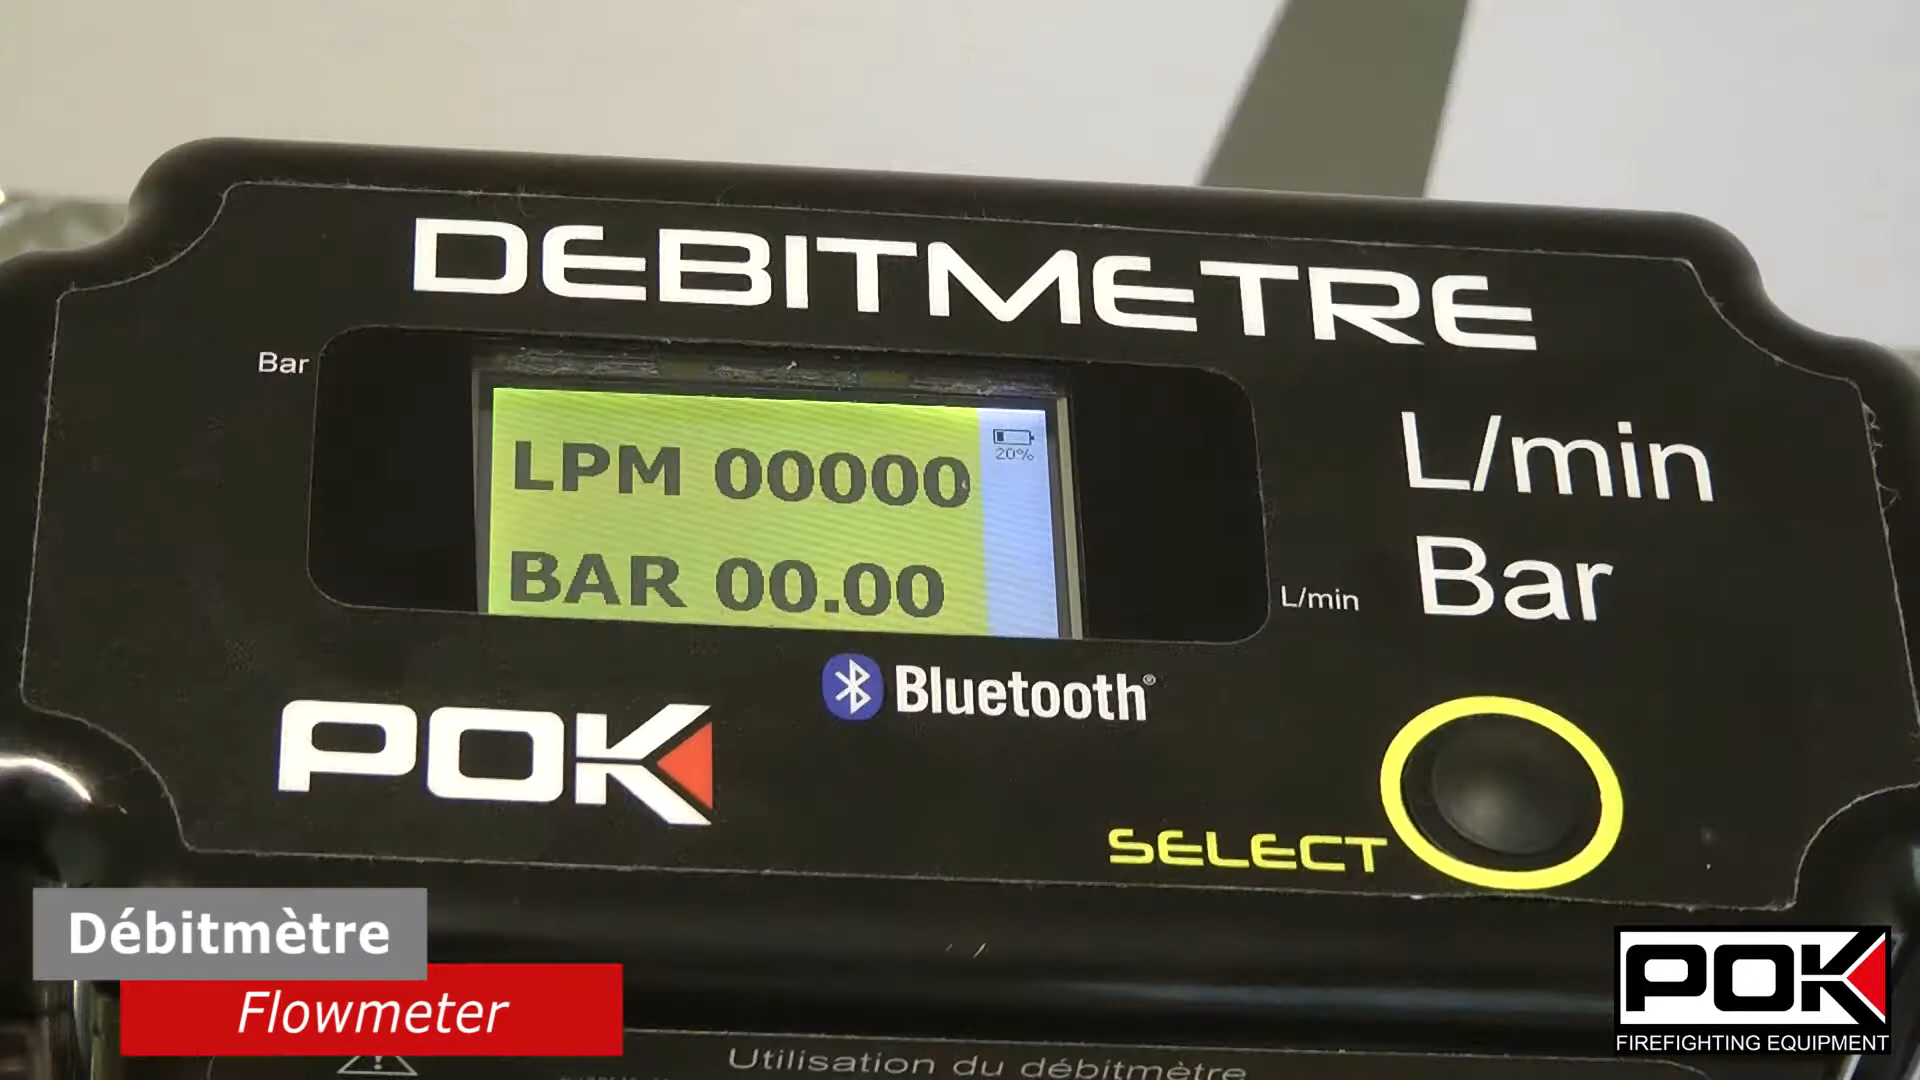 DEBITMETRE
Bar
LPM 00000
20%
BAR 00.00
L/min
L/min
Bar
POK
Bluetooth®
SELECT
Débitmètre
Flowmeter
Utilisation du débitmètre
POK
FIREFIGHTING EQUIPMENT